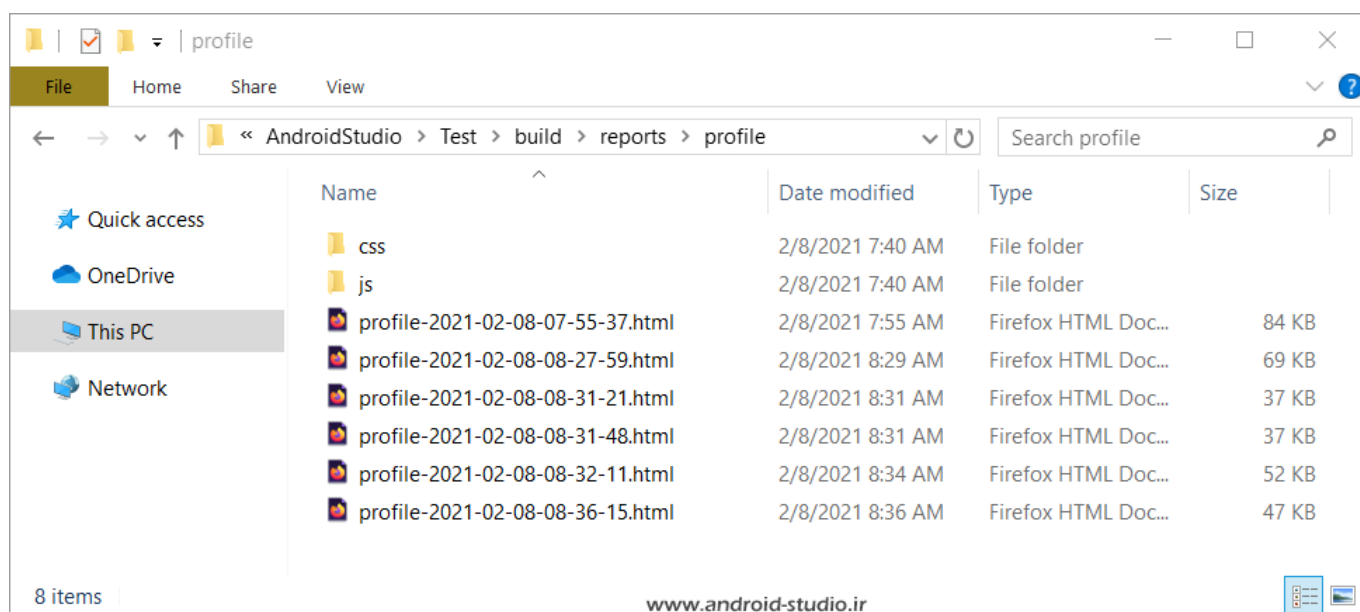 profile
File Home Share View
« AndroidStudio > Test > build > reports > profile Search profile
Name Date modified Type Size
Quick access
OneDrive
This PC
Network
css 2/8/2021 7:40 AM File folder
js 2/8/2021 7:40 AM File folder
profile-2021-02-08-07-55-37.html 2/8/2021 7:55 AM Firefox HTML Doc... 84 KB
profile-2021-02-08-08-27-59.html 2/8/2021 8:29 AM Firefox HTML Doc... 69 KB
profile-2021-02-08-08-31-21.html 2/8/2021 8:31 AM Firefox HTML Doc... 37 KB
profile-2021-02-08-08-31-48.html 2/8/2021 8:31 AM Firefox HTML Doc... 37 KB
profile-2021-02-08-08-32-11.html 2/8/2021 8:34 AM Firefox HTML Doc... 52 KB
profile-2021-02-08-08-36-15.html 2/8/2021 8:36 AM Firefox HTML Doc... 47 KB
8 items
www.android-studio.ir